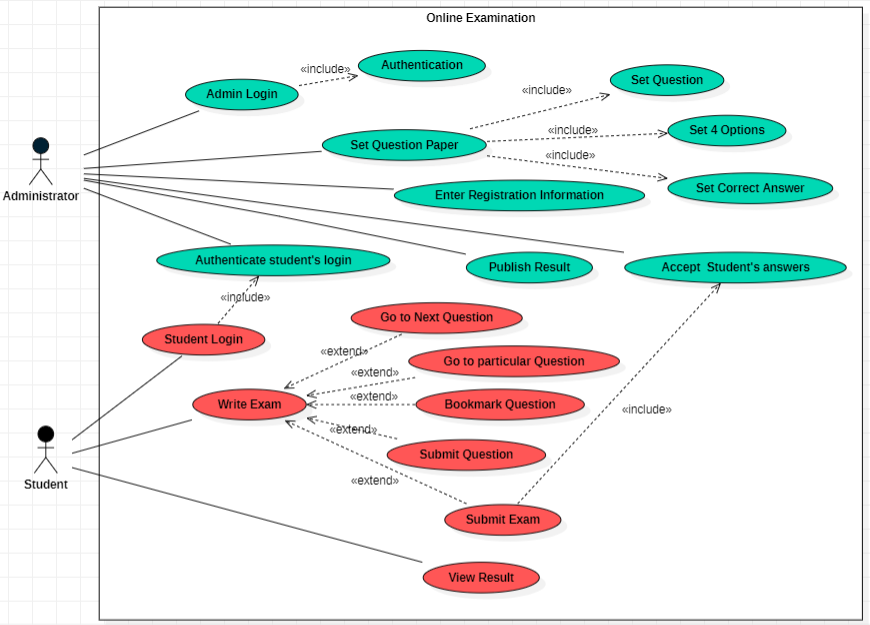 Online Examination
Authentication
«include»
Admin Login
Set Question
«include»
Set 4 Options
«include»
Set Question Paper
«include»
Set Correct Answer
Enter Registration Information
Administrator
Authenticate student's login
Publish Result
Accept  Student's answers
«include»
Go to Next Question
Student Login
«extend»
Go to particular Question
«extend»
«extend»
Write Exam
Bookmark Question
«include»
«extend»
Submit Question
«extend»
Student
Submit Exam
View Result